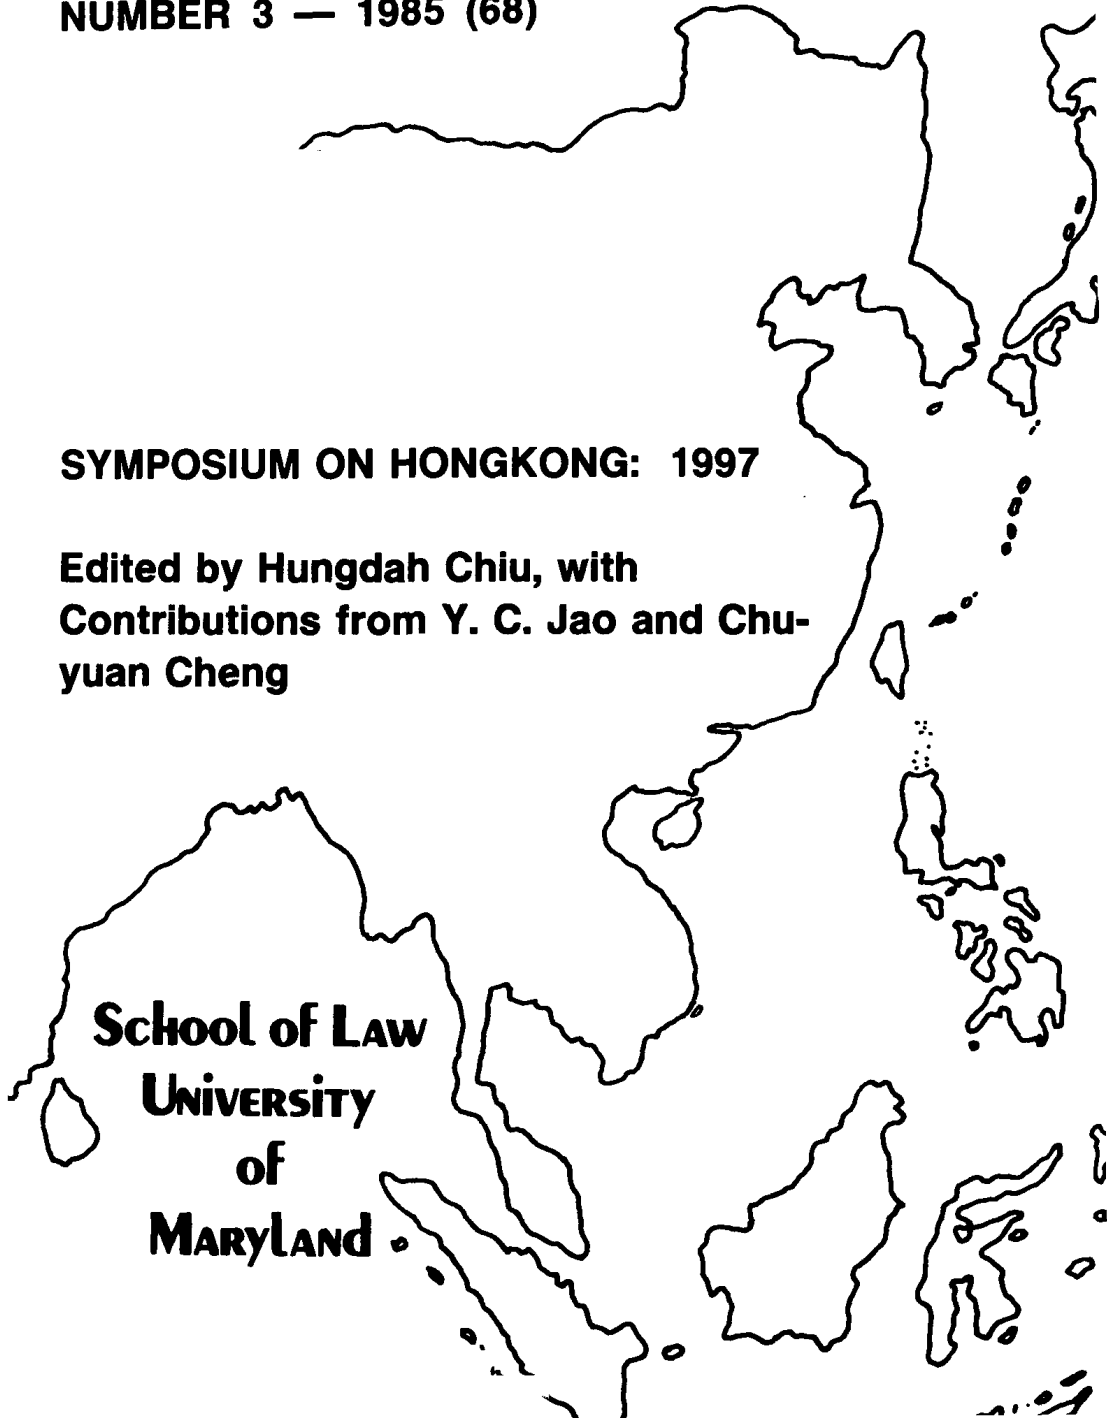 NUMBER 3 — 1985 (68)
SYMPOSIUM ON HONGKONG: 1997
Edited by Hungdah Chiu, with
Contributions from Y. C. Jao and Chu-
yuan Cheng
School of Law
University
of
Maryland